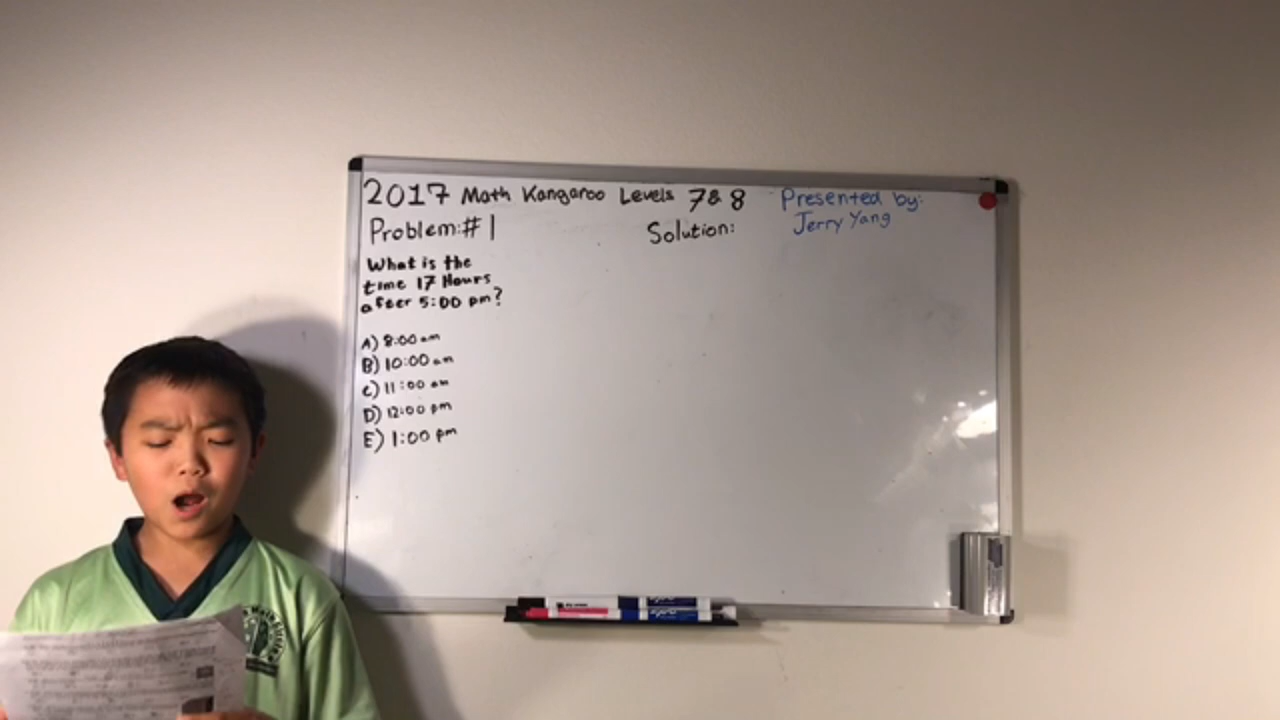 2017 Math Kangaroo Levels 7 & 8
Presented by:
Jerry Yang
Problem:# 1
Solution:
What is the
time 17 Hours
after 5:00 pm?
A) 8:00 am
B) 10:00 am
C) 11:00 am
D) 12:00 pm
E) 1:00 pm